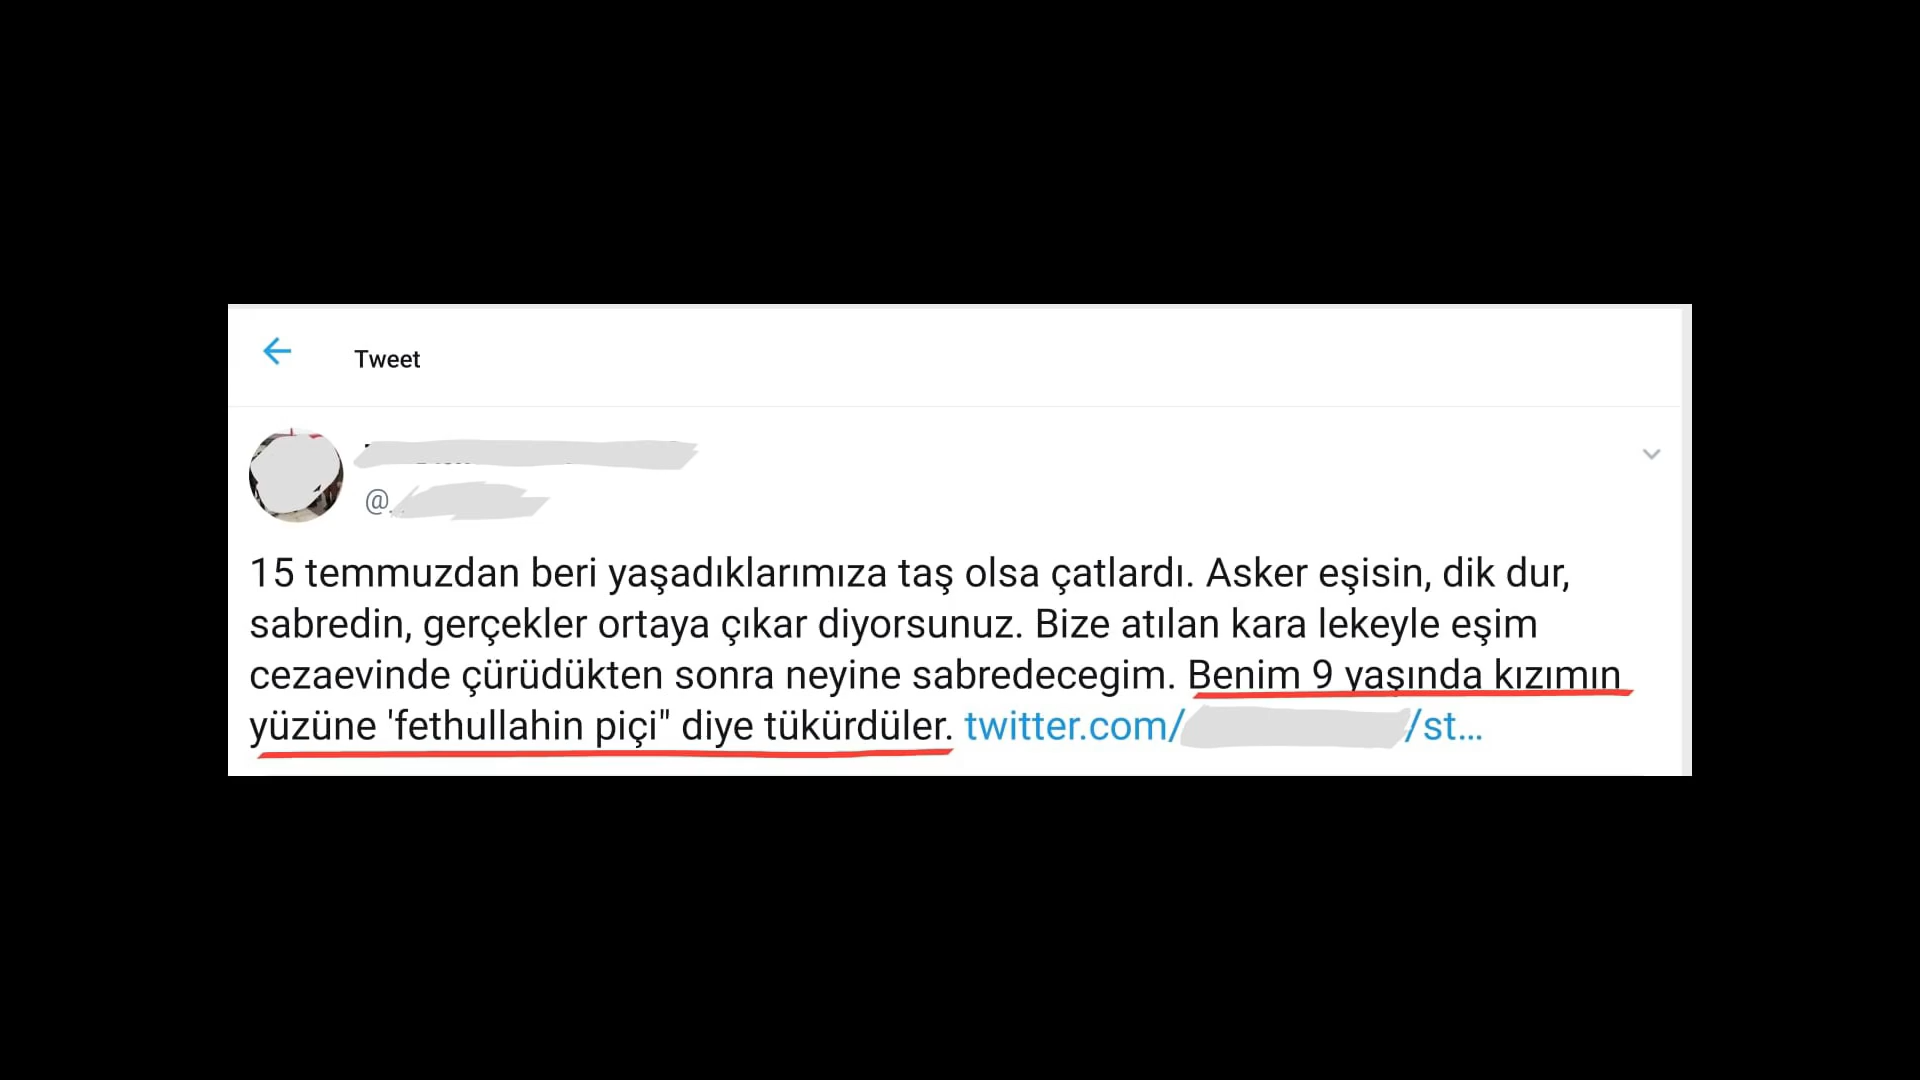 Tweet
@
15 temmuzdan beri yaşadıklarımıza taş olsa çatlardı. Asker eşisin, dik dur,
sabredin, gerçekler ortaya çıkar diyorsunuz. Bize atılan kara lekeyle eşim
cezaevinde çürüdükten sonra neyine sabredecegim. Benim 9 yaşında kızımın
yüzüne 'fethullahin piçi" diye tükürdüler. twitter.com/ /st...